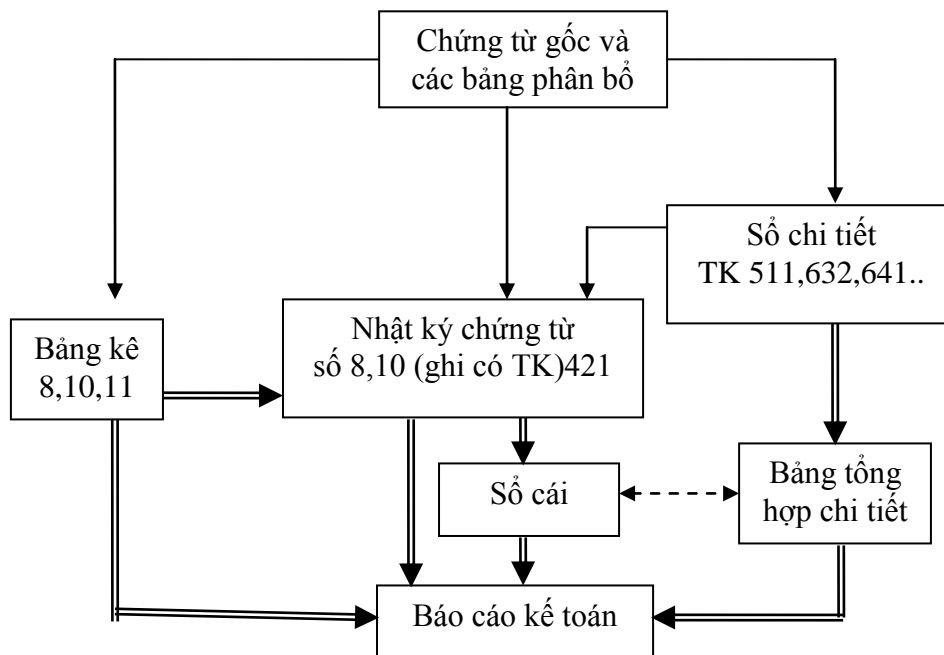 Chứng từ gốc và
các bảng phân bổ
Sổ chi tiết
TK 511,632,641..
Bảng kê
8,10,11
Nhật ký chứng từ
số 8,10 (ghi có TK)421
Sổ cái
Bảng tổng
hợp chi tiết
Báo cáo kế toán